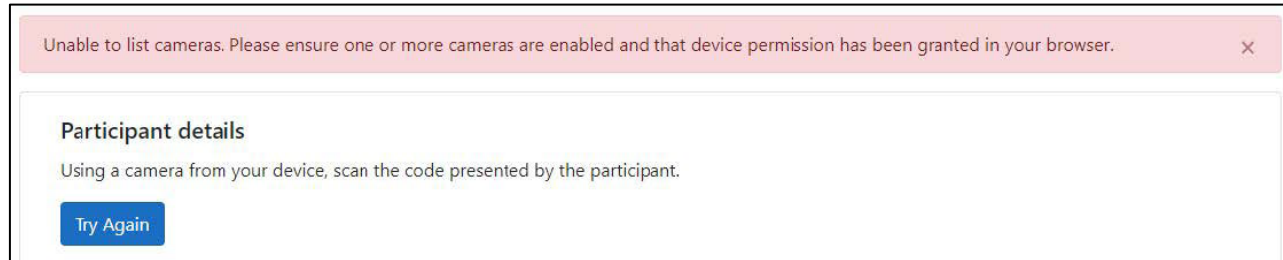 Unable to list cameras. Please ensure one or more cameras are enabled and that device permission has been granted in your browser.
Participant details
Using a camera from your device, scan the code presented by the participant.
Try Again